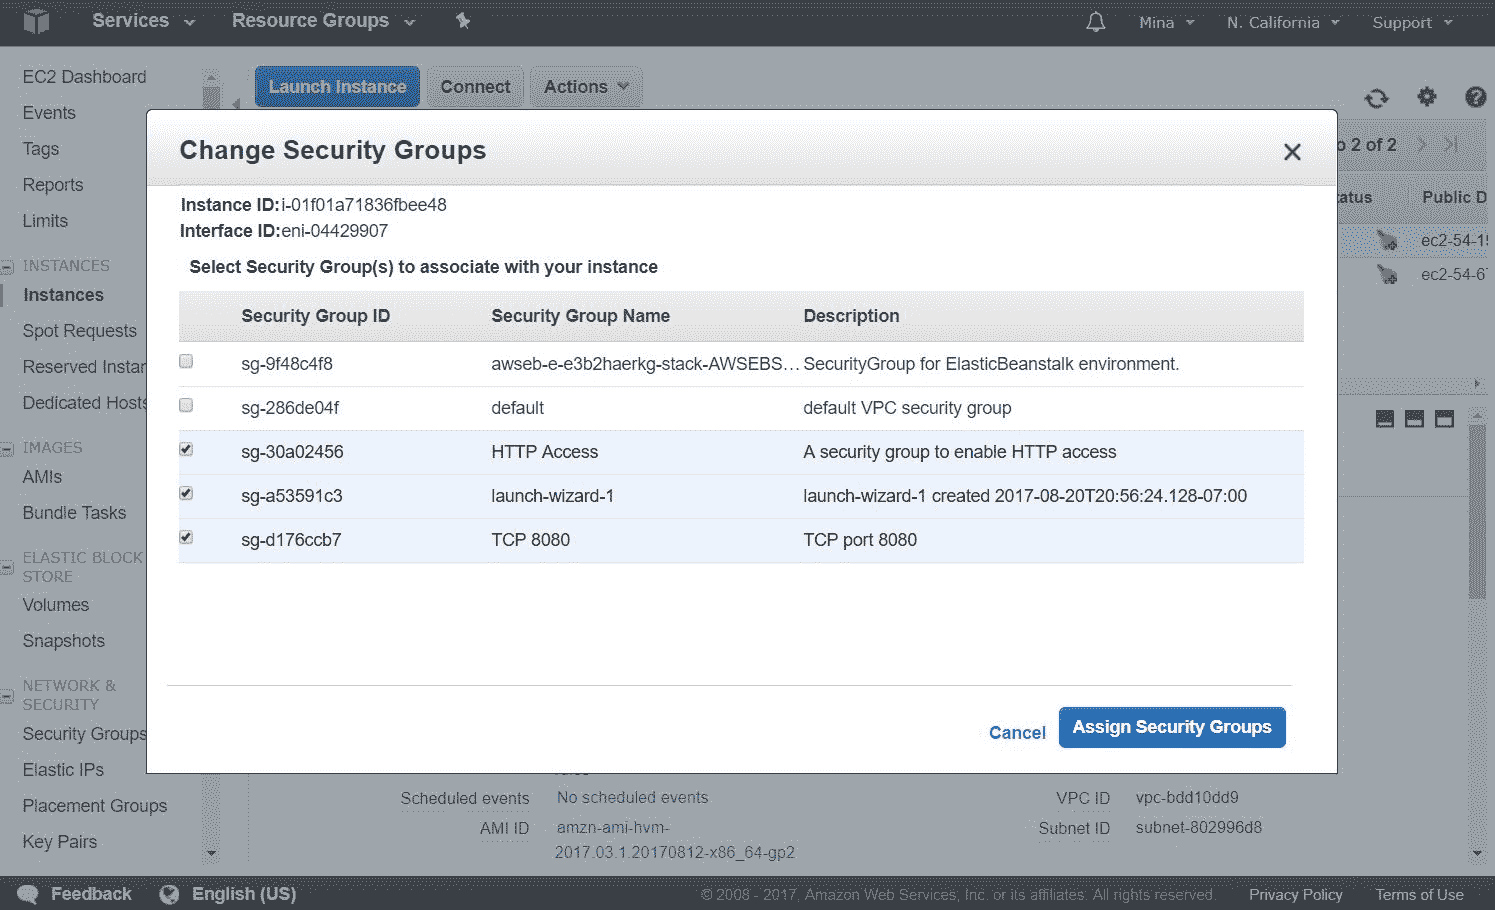 Services Resource Groups Mina N. California Support
EC2 Dashboard
Events
Tags
Reports
Limits
INSTANCES
Instances
Spot Requests
Reserved Instan
Dedicated Hosts
IMAGES
AMIs
Bundle Tasks
ELASTIC BLOCK
STORE
Volumes
Snapshots
NETWORK &
SECURITY
Security Groups
Elastic IPs
Placement Groups
Key Pairs
Launch Instance Connect Actions
o 2 of 2
atus Public D
ec2-54-19
ec2-54-67
Change Security Groups
Instance ID: i-01f01a71836fbee48
Interface ID: eni-04429907
Select Security Group(s) to associate with your instance
Security Group ID Security Group Name Description
sg-9f48c4f8 awseb-e-e3b2haerkg-stack-AWSEBS... SecurityGroup for ElasticBeanstalk environment.
sg-286de04f default default VPC security group
sg-30a02456 HTTP Access A security group to enable HTTP access
sg-a53591c3 launch-wizard-1 launch-wizard-1 created 2017-08-20T20:56:24.128-07:00
sg-d176ccb7 TCP 8080 TCP port 8080
Cancel Assign Security Groups
Scheduled events No scheduled events VPC ID vpc-bdd10dd9
AMI ID amzn-ami-hvm- Subnet ID subnet-802996d8
2017.03.1.20170812-x86_64-gp2
Feedback English (US) © 2008 - 2017, Amazon Web Services, Inc. or its affiliates. All rights reserved. Privacy Policy Terms of Use